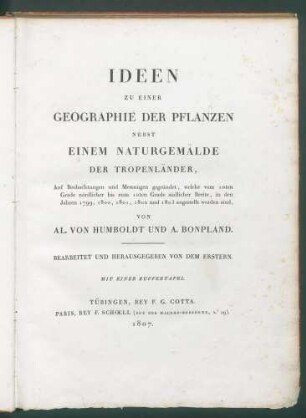 IDEEN
ZU EINER
GEOGRAPHIE DER PFLANZEN
NEBST
EINEM NATURGEMÄLDE
DER TROPENLÄNDER,
Auf Beobachtungen und Messungen gegründet, welche vom 10ten
Grade nördlicher bis zum 10ten Grade südlicher Breite, in den
Jahren 1799, 1800, 1801, 1802 und 1803 angestellt worden sind,
VON
AL. VON HUMBOLDT UND A. BONPLAND.
BEARBEITET UND HERAUSGEGEBEN VON DEM ERSTERN.
MIT EINER KUPFERTAFEL.
TÜBINGEN, BEY F. G. COTTA.
PARIS, BEY F. SCHOELL (RUE DES
1807.